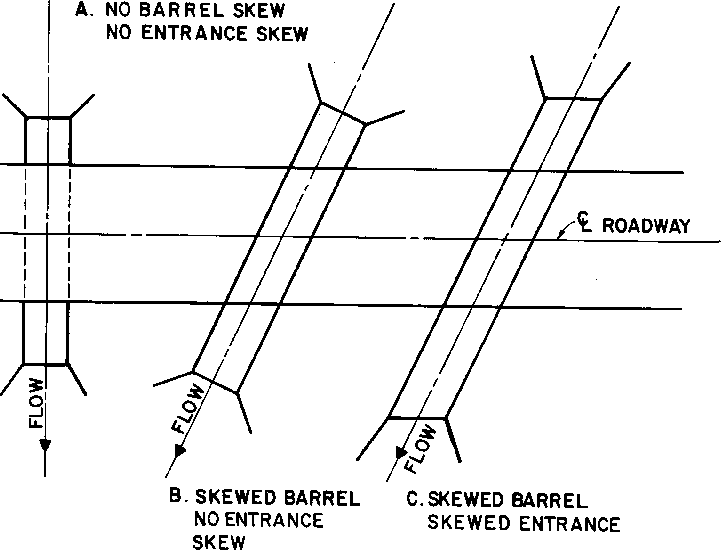 A. NO BARREL SKEW
NO ENTRANCE SKEW
℄ ROADWAY
FLOW
FLOW
FLOW
B. SKEWED BARREL
NO ENTRANCE
SKEW
C. SKEWED BARREL
SKEWED ENTRANCE